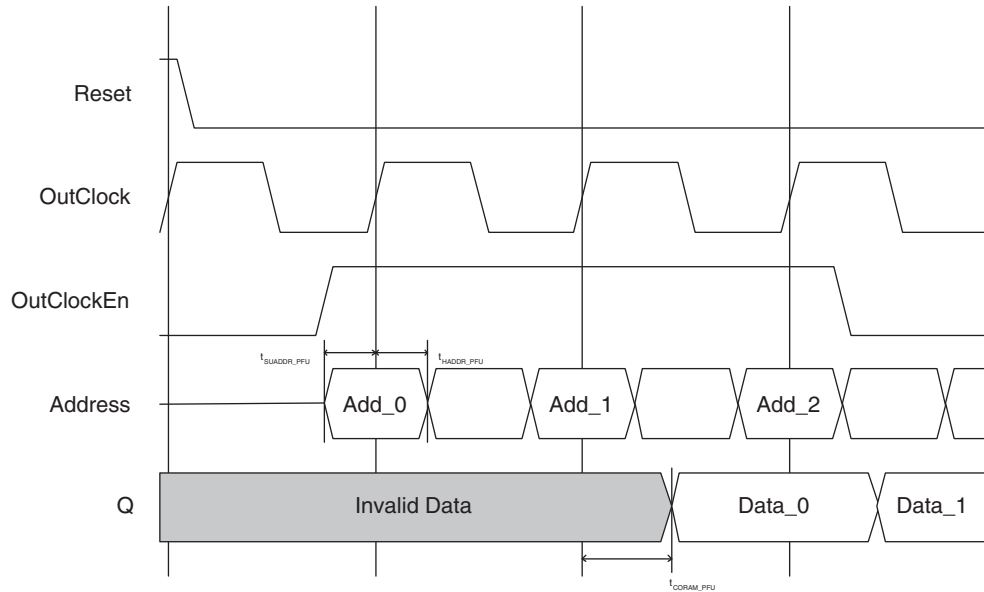 Reset
OutClock
OutClockEn
tSUADDR_PFU tHADDR_PFU
Address Add_0 Add_1 Add_2
Q Invalid Data Data_0 Data_1
tCORAM_PFU